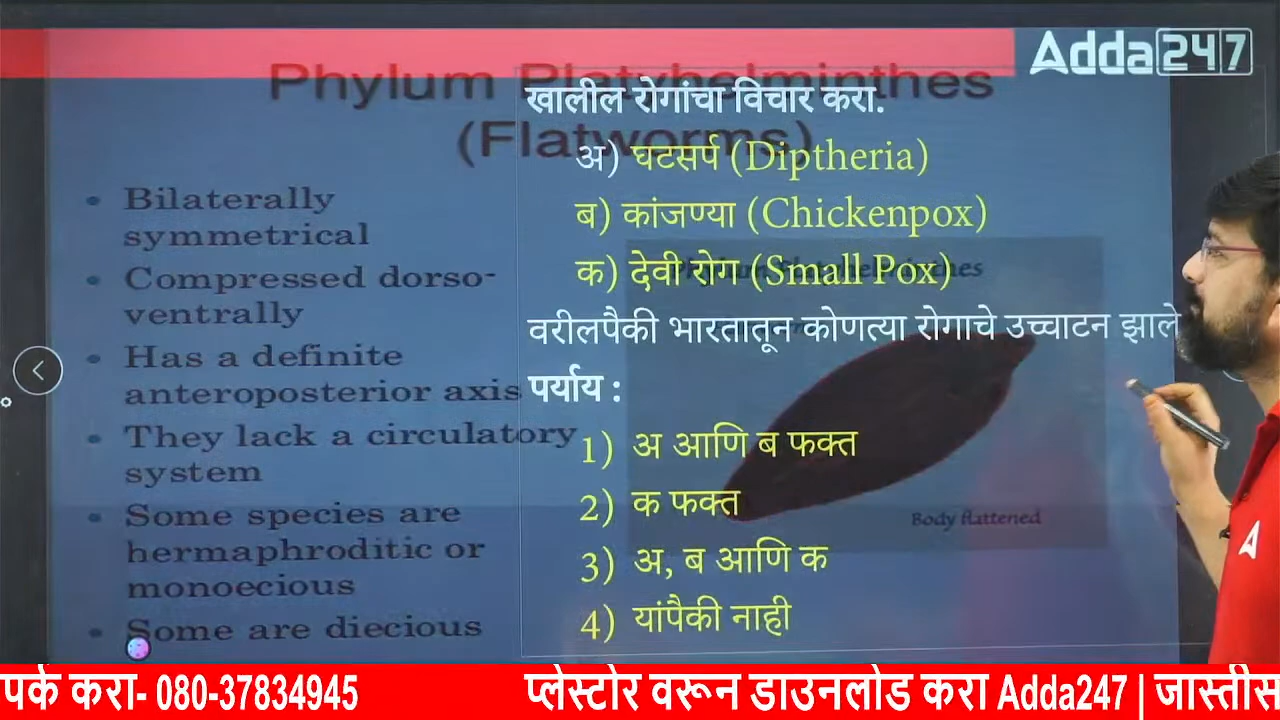 Adda247
Phylum Platyhelminthes
(Flatworms)
• Bilaterally
symmetrical
• Compressed dorso-
ventrally
• Has a definite
anteroposterior axis
• They lack a circulatory
system
• Some species are
hermaphroditic or
monoecious
• Some are diecious
खालील रोगांचा विचार करा.
अ) घटसर्प (Diptheria)
ब) कांजण्या (Chickenpox)
क) देवी रोग (Small Pox)
वरीलपैकी भारतातून कोणत्या रोगाचे उच्चाटन झाले
पर्याय :
1) अ आणि ब फक्त
2) क फक्त
3) अ, ब आणि क
4) यांपैकी नाही
Body flattened
पर्क करा- 080-37834945 प्लेस्टोर वरून डाउनलोड करा Adda247 | जास्तीस